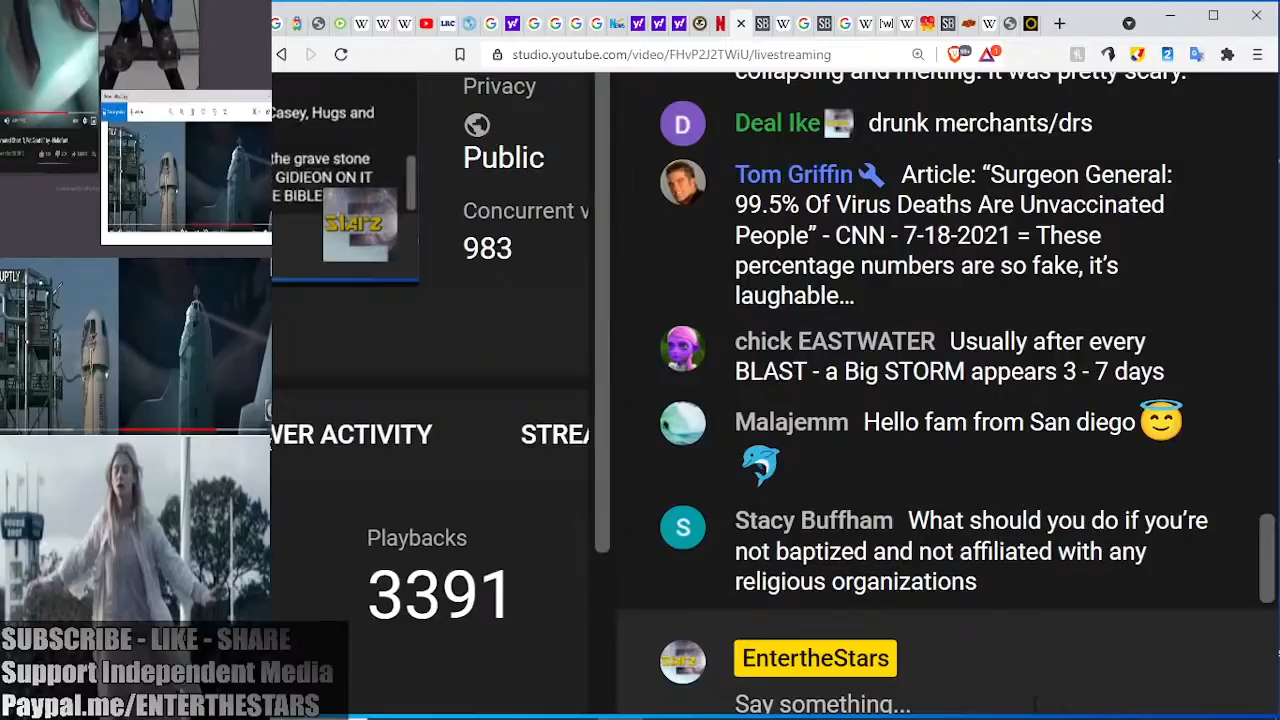 studio.youtube.com/video/FHvP2J2TWiU/livestreaming
Privacy
Public
Concurrent v
983
Casey, Hugs and
the grave stone
GIDIEON ON IT
E BIBLE
STARZ
WER ACTIVITY
STREA
Playbacks
3391
collapsing and melting. It was pretty scary.
D
Deal Ike drunk merchants/drs
Tom Griffin Article: “Surgeon General:
99.5% Of Virus Deaths Are Unvaccinated
People” - CNN - 7-18-2021 = These
percentage numbers are so fake, it’s
laughable…
chick EASTWATER Usually after every
BLAST - a Big STORM appears 3 - 7 days
Malajemm Hello fam from San diego
S
Stacy Buffham What should you do if you’re
not baptized and not affiliated with any
religious organizations
EntertheStars
Say something...
UPTLY
SUBSCRIBE - LIKE - SHARE
Support Independent Media
Paypal.me/ENTERTHESTARS